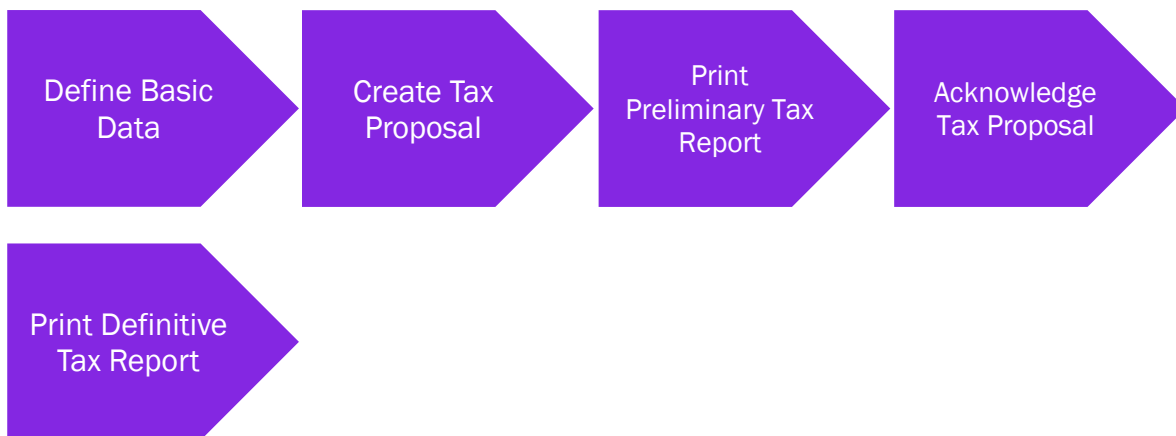 Define Basic
Data
Create Tax
Proposal
Print
Preliminary Tax
Report
Acknowledge
Tax Proposal
Print Definitive
Tax Report